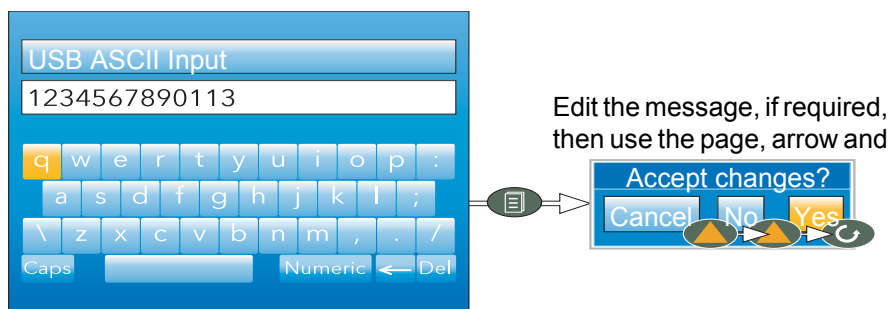 USB ASCII Input
1234567890113
q w e r t y u i o p :
a s d f g h j k l ;
\ z x c v b n m , . /
Caps Numeric ← Del
Edit the message, if required,
then use the page, arrow and
Accept changes?
Cancel No Yes